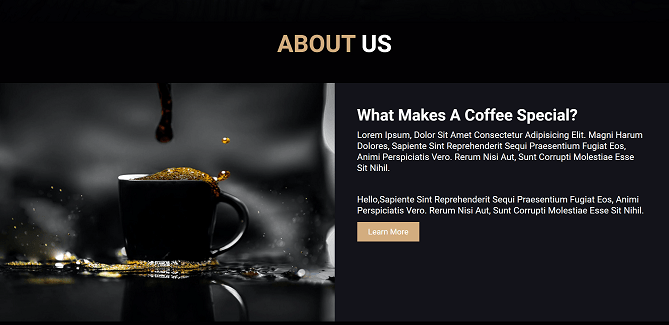 ABOUT US
What Makes A Coffee Special?
Lorem Ipsum, Dolor Sit Amet Consectetur Adipisicing Elit. Magni Harum
Dolores, Sapiente Sint Reprehenderit Sequi Praesentium Fugiat Eos,
Animi Perspiciatis Vero. Rerum Nisi Aut, Sunt Corrupti Molestiae Esse
Sit Nihil.
Hello,Sapiente Sint Reprehenderit Sequi Praesentium Fugiat Eos, Animi
Perspiciatis Vero. Rerum Nisi Aut, Sunt Corrupti Molestiae Esse Sit Nihil.
Learn More